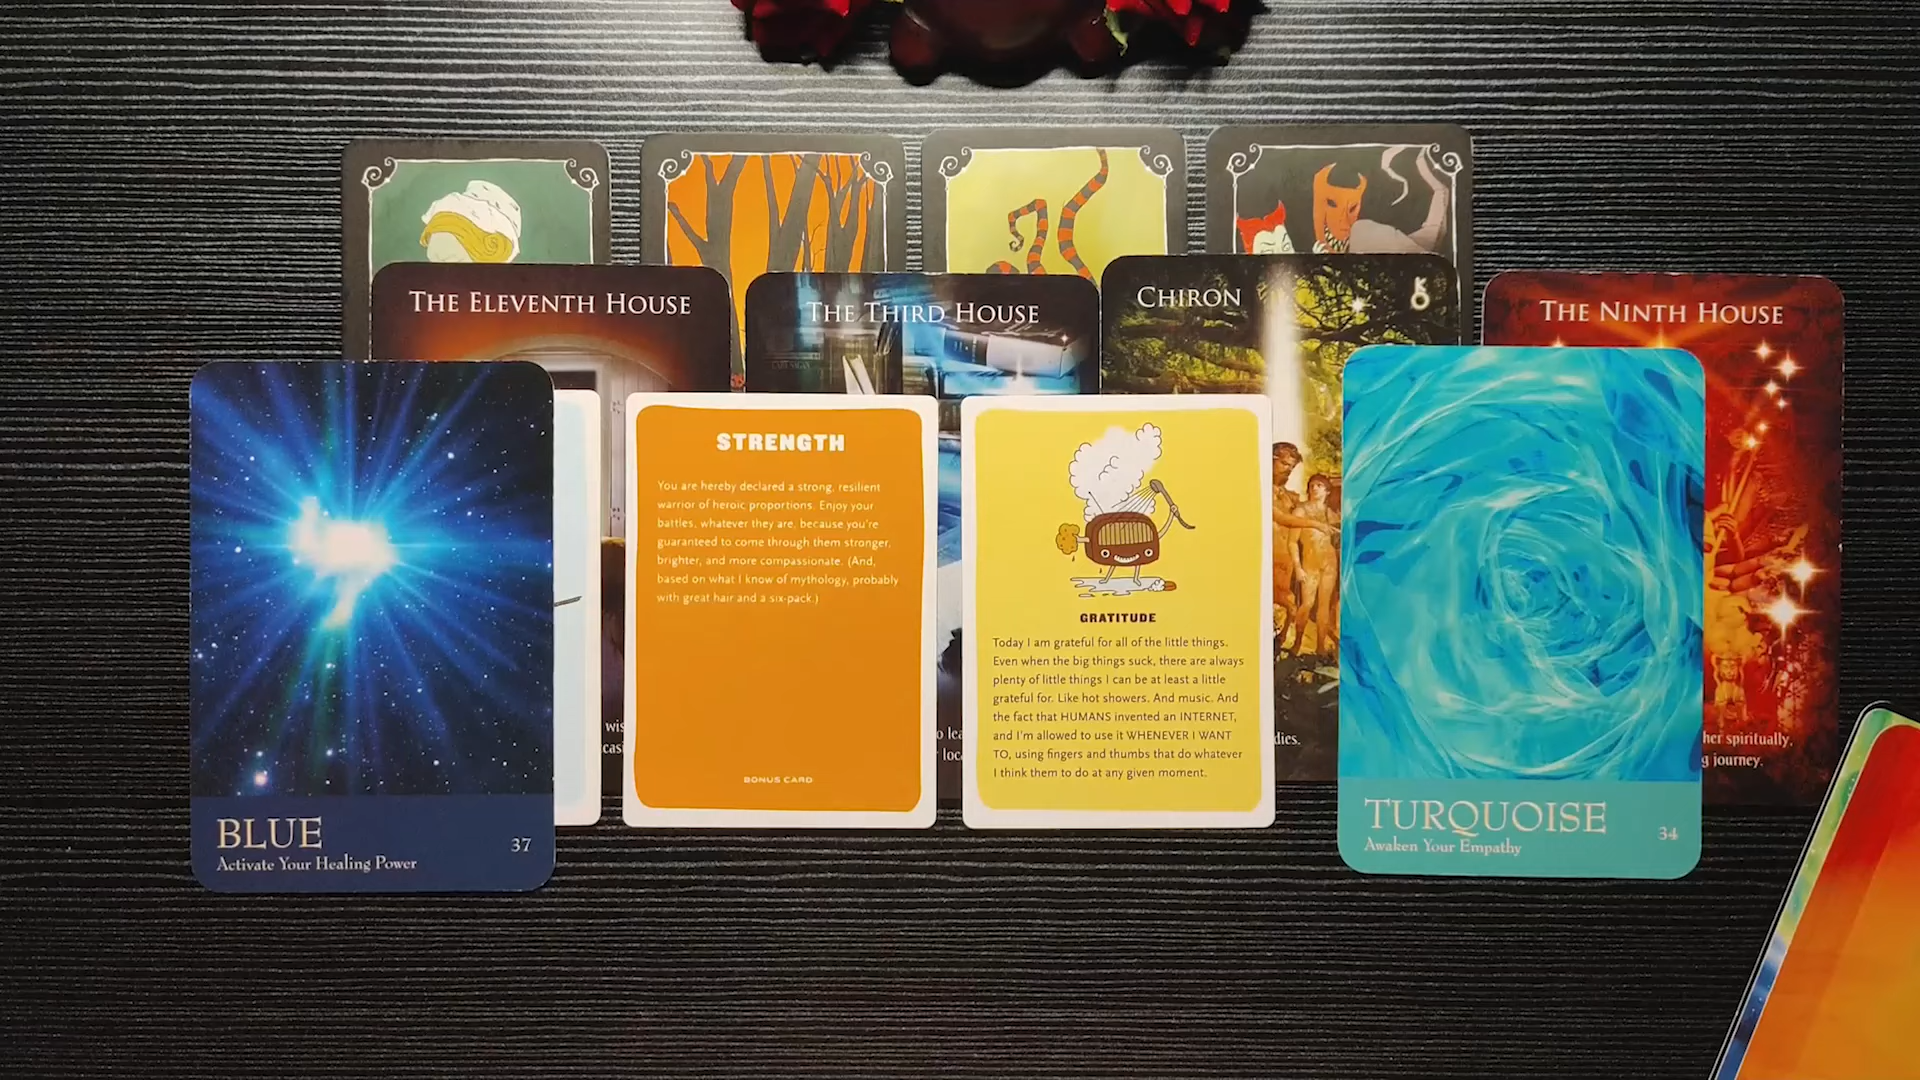 THE ELEVENTH HOUSE
THE THIRD HOUSE
CHIRON
THE NINTH HOUSE
STRENGTH
You are hereby declared a strong, resilient
warrior of heroic proportions. Enjoy your
battles, whatever they are, because you're
guaranteed to come through them stronger,
brighter, and more compassionate. (And,
based on what I know of mythology, probably
with great hair and a six-pack.)
BONUS CARD
GRATITUDE
Today I am grateful for all of the little things.
Even when the big things suck, there are always
plenty of little things I can be at least a little
grateful for. Like hot showers. And music. And
the fact that HUMANS invented an INTERNET,
and I'm allowed to use it WHENEVER I WANT
TO, using fingers and thumbs that do whatever
I think them to do at any given moment.
her spiritually.
journey.
BLUE
Activate Your Healing Power
37
TURQUOISE
Awaken Your Empathy
34